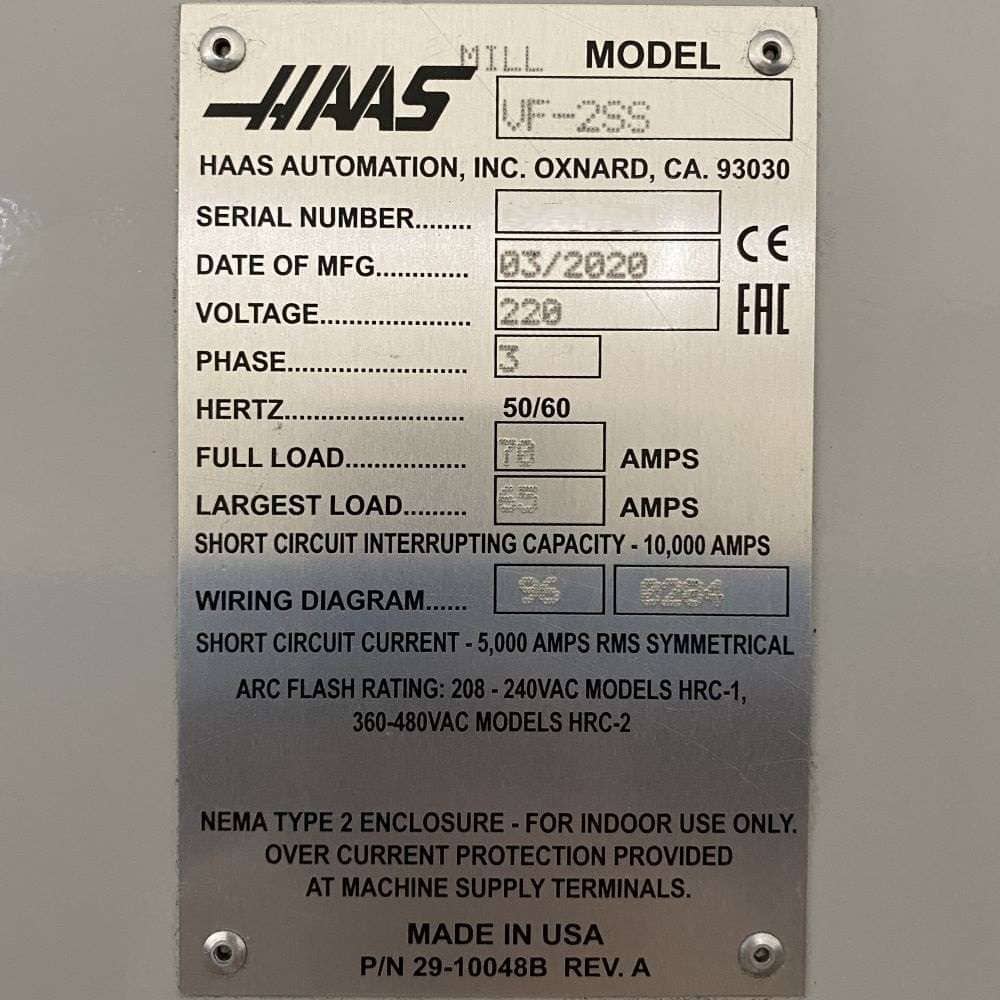 MILL MODEL
HAAS VF-2SS
HAAS AUTOMATION, INC. OXNARD, CA. 93030
SERIAL NUMBER........
DATE OF MFG............. 03/2020
CE
VOLTAGE..................... 220
EAC
PHASE......................... 3
HERTZ......................... 50/60
FULL LOAD................. 70 AMPS
LARGEST LOAD......... AMPS
SHORT CIRCUIT INTERRUPTING CAPACITY - 10,000 AMPS
WIRING DIAGRAM...... 96 0284
SHORT CIRCUIT CURRENT - 5,000 AMPS RMS SYMMETRICAL
ARC FLASH RATING: 208 - 240VAC MODELS HRC-1,
360-480VAC MODELS HRC-2
NEMA TYPE 2 ENCLOSURE - FOR INDOOR USE ONLY.
OVER CURRENT PROTECTION PROVIDED
AT MACHINE SUPPLY TERMINALS.
MADE IN USA
P/N 29-10048B REV. A